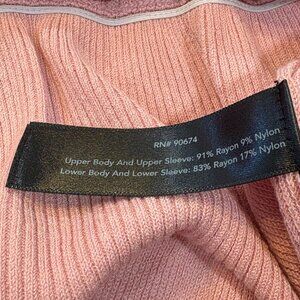 RN# 90674
Upper Body And Upper Sleeve: 91% Rayon 9% Nylon
Lower Body And Lower Sleeve: 83% Rayon 17% Nylon